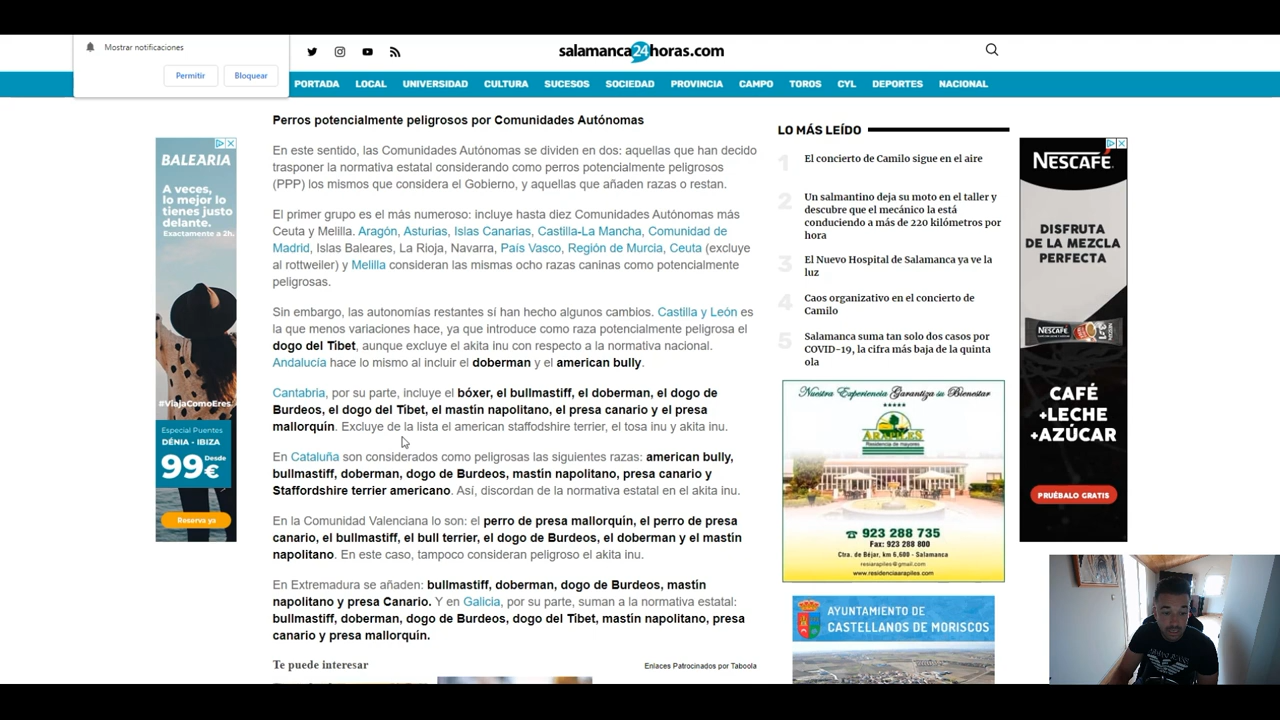 Mostrar notificaciones
Permitir
Bloquear
salamanca24horas.com
PORTADA LOCAL UNIVERSIDAD CULTURA SUCESOS SOCIEDAD PROVINCIA CAMPO TOROS CYL DEPORTES NACIONAL
Perros potencialmente peligrosos por Comunidades Autónomas
En este sentido, las Comunidades Autónomas se dividen en dos: aquellas que han decido
trasponer la normativa estatal considerando como perros potencialmente peligrosos
(PPP) los mismos que considera el Gobierno, y aquellas que añaden razas o restan.
El primer grupo es el más numeroso: incluye hasta diez Comunidades Autónomas más
Ceuta y Melilla. Aragón, Asturias, Islas Canarias, Castilla-La Mancha, Comunidad de
Madrid, Islas Baleares, La Rioja, Navarra, País Vasco, Región de Murcia, Ceuta (excluye
al rottweiler) y Melilla consideran las mismas ocho razas caninas como potencialmente
peligrosas.
Sin embargo, las autonomías restantes sí han hecho algunos cambios. Castilla y León es
la que menos variaciones hace, ya que introduce como raza potencialmente peligrosa el
dogo del Tíbet, aunque excluye el akita inu con respecto a la normativa nacional.
Andalucía hace lo mismo al incluir el doberman y el american bully.
Cantabria, por su parte, incluye el bóxer, el bullmastiff, el doberman, el dogo de
Burdeos, el dogo del Tíbet, el mastín napolitano, el presa canario y el presa
mallorquín. Excluye de la lista el american staffodshire terrier, el tosa inu y akita inu.
En Cataluña son considerados como peligrosas las siguientes razas: american bully,
bullmastiff, doberman, dogo de Burdeos, mastín napolitano, presa canario y
Staffordshire terrier americano. Así, discordan de la normativa estatal en el akita inu.
En la Comunidad Valenciana lo son: el perro de presa mallorquín, el perro de presa
canario, el bullmastiff, el bull terrier, el dogo de Burdeos, el doberman y el mastín
napolitano. En este caso, tampoco consideran peligroso el akita inu.
En Extremadura se añaden: bullmastiff, doberman, dogo de Burdeos, mastín
napolitano y presa Canario. Y en Galicia, por su parte, suman a la normativa estatal:
bullmastiff, doberman, dogo de Burdeos, dogo del Tíbet, mastín napolitano, presa
canario y presa mallorquín.
Te puede interesar
Enlaces Patrocinados por Taboola
LO MÁS LEÍDO
1 El concierto de Camilo sigue en el aire
2 Un salmantino deja su moto en el taller y
descubre que el mecánico la está
conduciendo a más de 220 kilómetros por
hora
3 El Nuevo Hospital de Salamanca ya ve la
luz
4 Caos organizativo en el concierto de
Camilo
5 Salamanca suma tan solo dos casos por
COVID-19, la cifra más baja de la quinta
ola
BALEARIA
A veces,
lo mejor lo
tienes justo
delante.
Exactamente a 2h.
#ViajaComoEres
Especial Puentes
DÉNIA - IBIZA
Desde
99€
Reserva ya
Nuestra Experiencia Garantiza su Bienestar
ARAPILES
Residencia de mayores
923 288 735
Fax: 923 288 800
Ctra. de Béjar, km 6,600 - Salamanca
resiarapiles@gmail.com
www.residenciaarapiles.com
AYUNTAMIENTO DE
CASTELLANOS DE MORISCOS
NESCAFÉ
DISFRUTA
DE LA MEZCLA
PERFECTA
NESCAFÉ
CAFÉ
+LECHE
+AZÚCAR
PRUÉBALO GRATIS